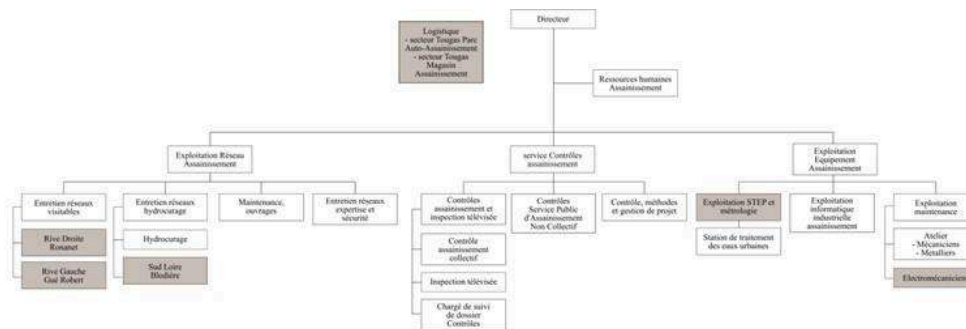 Directeur
Logistique
- secteur Tougas Parc
Auto-Assainissement
- secteur Tougas
Magasin
Assainissement
Ressources humaines
Assainissement
Exploitation Réseau
Assainissement
service Contrôles
assainissement
Exploitation
Equipement
Assainissement
Entretien réseaux
visitables
Entretien réseaux
hydrocurage
Maintenance,
ouvrages
Entretien réseaux
expertise et
sécurité
Contrôles
assainissement et
inspection télévisée
Contrôles
Service Public
d'Assainissement
Non Collectif
Contrôle, méthodes
et gestion de projet
Exploitation STEP et
métrologie
Exploitation
informatique
industrielle
assainissement
Exploitation
maintenance
Rive Droite
Rosanet
Hydrocurage
Contrôle
assainissement
collectif
Station de traitement
des eaux urbaines
Atelier
- Mécaniciens
- Metalliers
Rive Gauche
Gué Robert
Sud Loire
Blodière
Inspection télévisée
Electromécaniciens
Chargé de suivi
de dossier
Contrôles